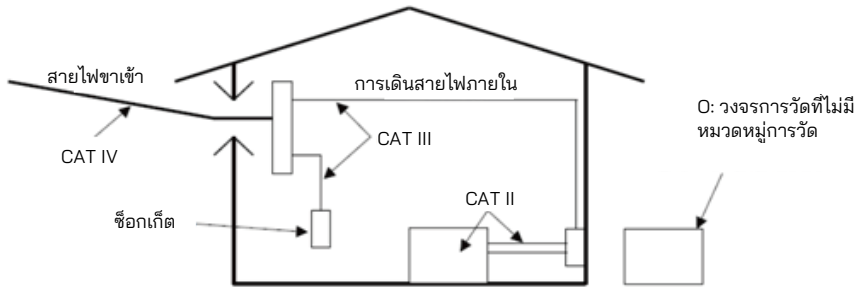 สายไฟขาเข้า
การเดินสายไฟภายใน
O: วงจรการวัดที่ไม่มี
หมวดหมู่การวัด
CAT IV
CAT III
CAT II
ซ็อกเก็ต